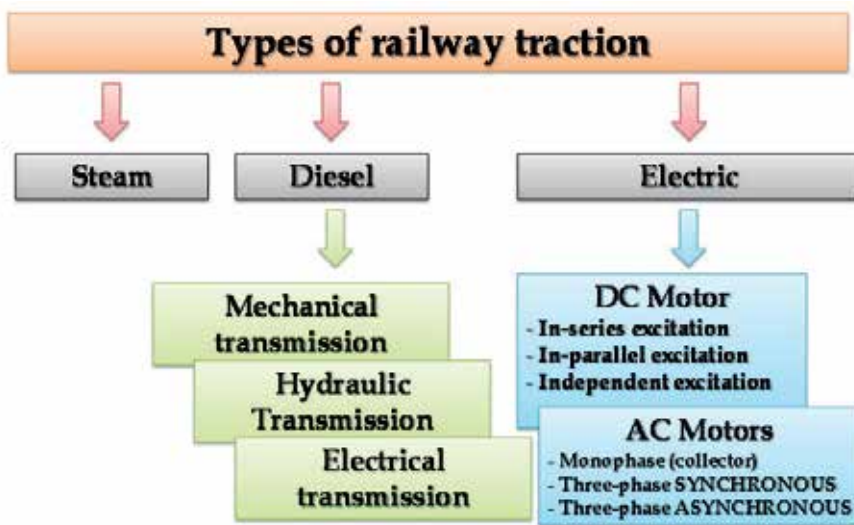 Types of railway traction
Steam
Diesel
Electric
Mechanical
transmission
Hydraulic
Transmission
Electrical
transmission
DC Motor
- In-series excitation
- In-parallel excitation
- Independent excitation
AC Motors
- Monophase (collector)
- Three-phase SYNCHRONOUS
- Three-phase ASYNCHRONOUS